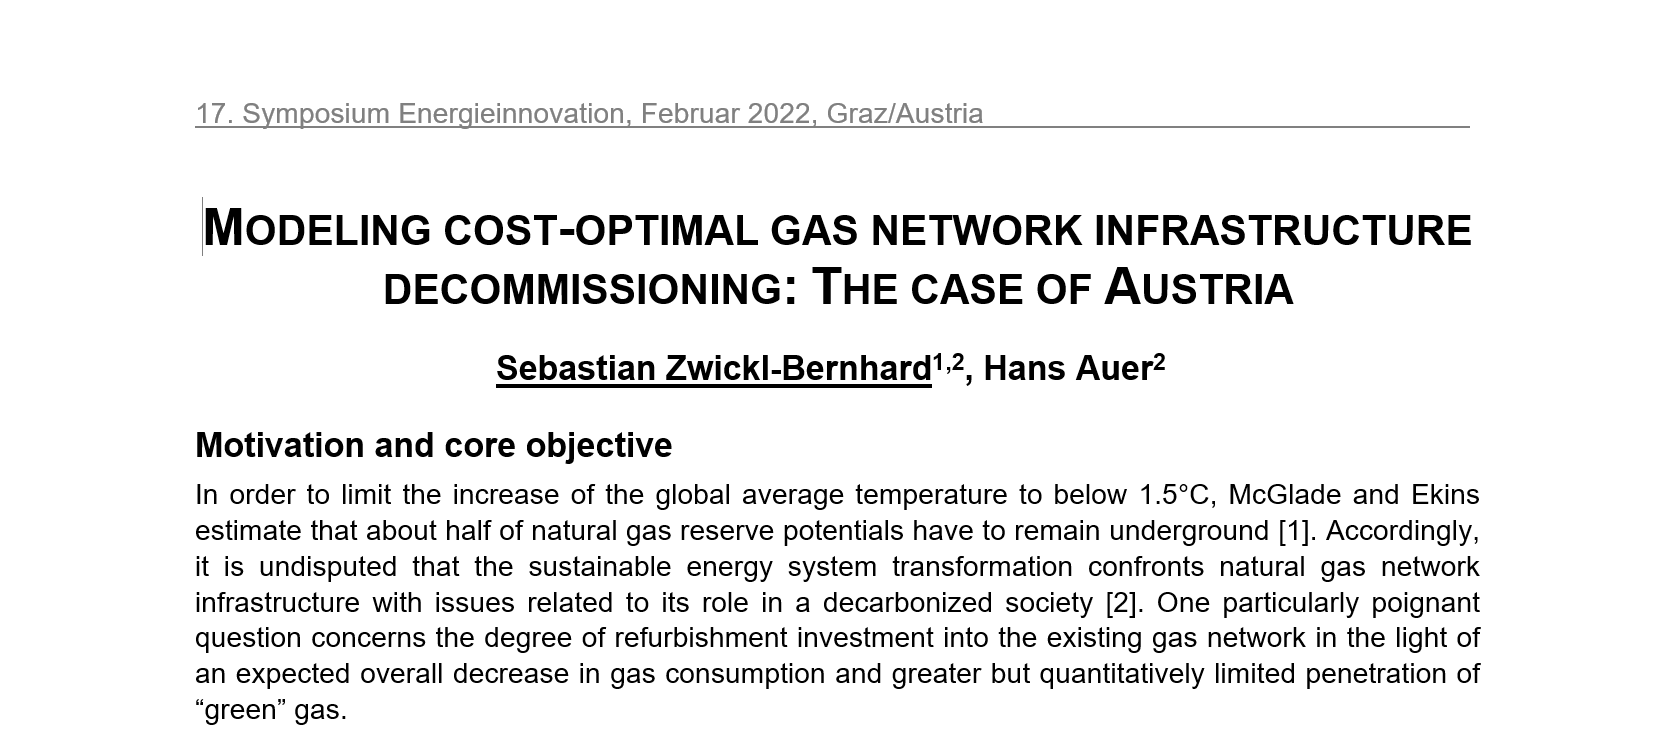 17. Symposium Energieinnovation, Februar 2022, Graz/Austria
MODELING COST-OPTIMAL GAS NETWORK INFRASTRUCTURE
DECOMMISSIONING: THE CASE OF AUSTRIA
Sebastian Zwickl-Bernhard1,2, Hans Auer2
Motivation and core objective
In order to limit the increase of the global average temperature to below 1.5°C, McGlade and Ekins
estimate that about half of natural gas reserve potentials have to remain underground [1]. Accordingly,
it is undisputed that the sustainable energy system transformation confronts natural gas network
infrastructure with issues related to its role in a decarbonized society [2]. One particularly poignant
question concerns the degree of refurbishment investment into the existing gas network in the light of
an expected overall decrease in gas consumption and greater but quantitatively limited penetration of
“green” gas.